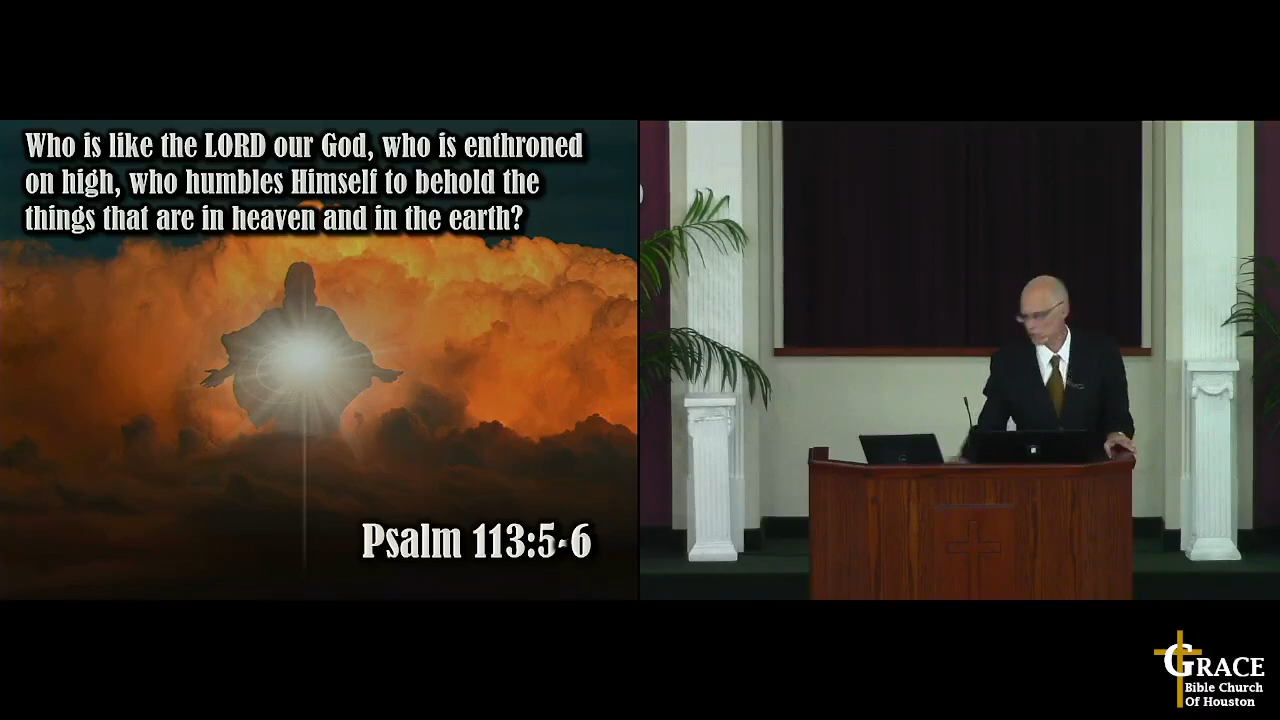 Who is like the LORD our God, who is enthroned
on high, who humbles Himself to behold the
things that are in heaven and in the earth?
Psalm 113:5-6
GRACE
Bible Church
Of Houston